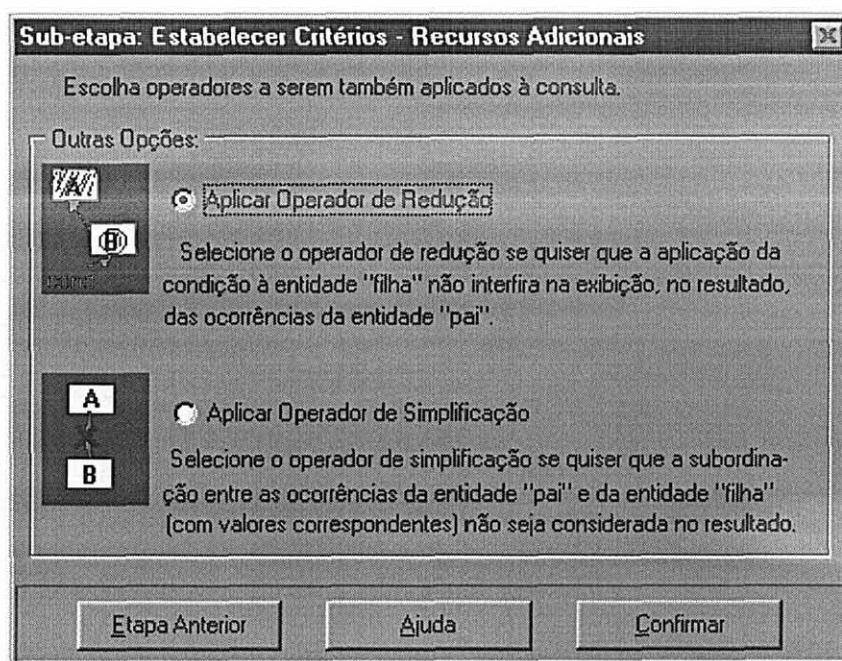 Sub-etapa: Estabelecer Critérios - Recursos Adicionais
Escolha operadores a serem também aplicados à consulta.
Outras Opções:
A
B
Aplicar Operador de Redução
Selecione o operador de redução se quiser que a aplicação da
condição à entidade "filha" não interfira na exibição, no resultado,
das ocorrências da entidade "pai".
A
B
Aplicar Operador de Simplificação
Selecione o operador de simplificação se quiser que a subordina-
ção entre as ocorrências da entidade "pai" e da entidade "filha"
(com valores correspondentes) não seja considerada no resultado.
Etapa Anterior
Ajuda
Confirmar